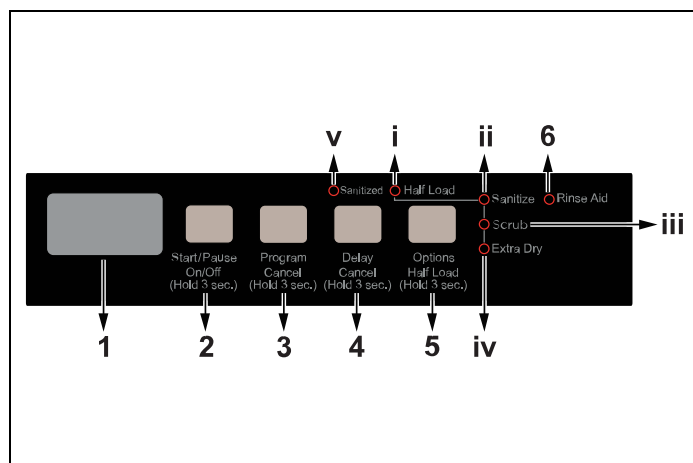 v i ii 6
Sanitized Half Load
Sanitize Rinse Aid
Scrub iii
Extra Dry
Start/Pause Program Delay Options
On/Off Cancel Cancel Half Load
(Hold 3 sec.) (Hold 3 sec.) (Hold 3 sec.) (Hold 3 sec.)
1 2 3 4 5 iv